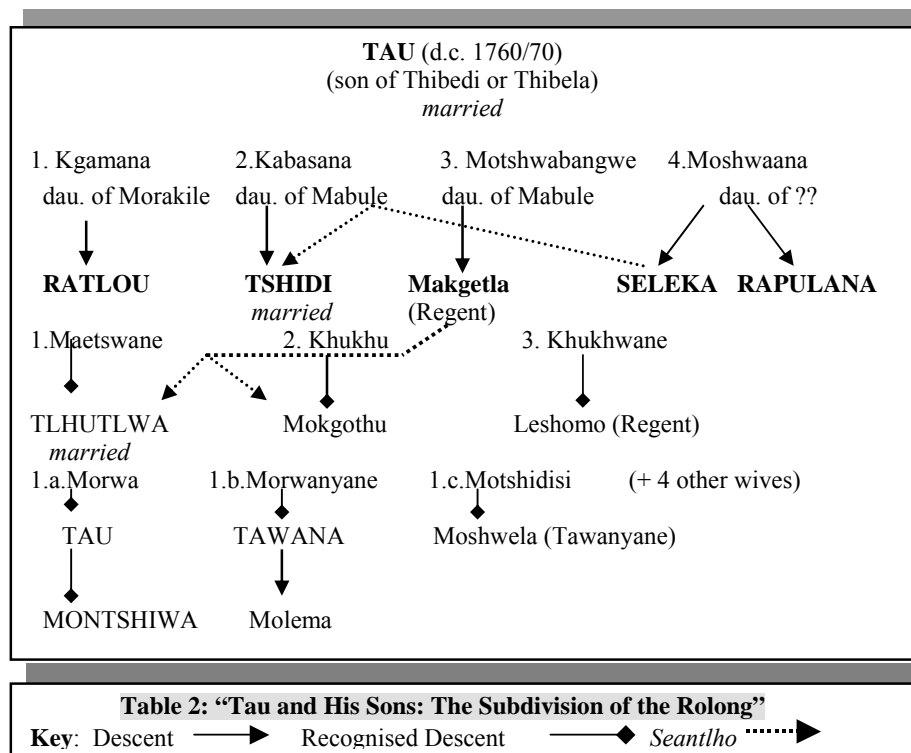 TAU (d.c. 1760/70)
(son of Thibedi or Thibela)
married
1. Kgamana 2.Kabasana 3. Motshwabangwe 4.Moshwaana
dau. of Morakile dau. of Mabule dau. of Mabule dau. of ??
RATLOU TSHIDI Makgetla SELEKA RAPULANA
married (Regent)
1.Maetswane 2. Khukhu 3. Khukhwane
TLHUTLWA Mokgothu Leshomo (Regent)
married
1.a.Morwa 1.b.Morwanyane 1.c.Motshidisi (+ 4 other wives)
TAU TAWANA Moshwela (Tawanyane)
MONTSHIWA Molema
Table 2: “Tau and His Sons: The Subdivision of the Rolong”
Key: Descent Recognised Descent Seantlho